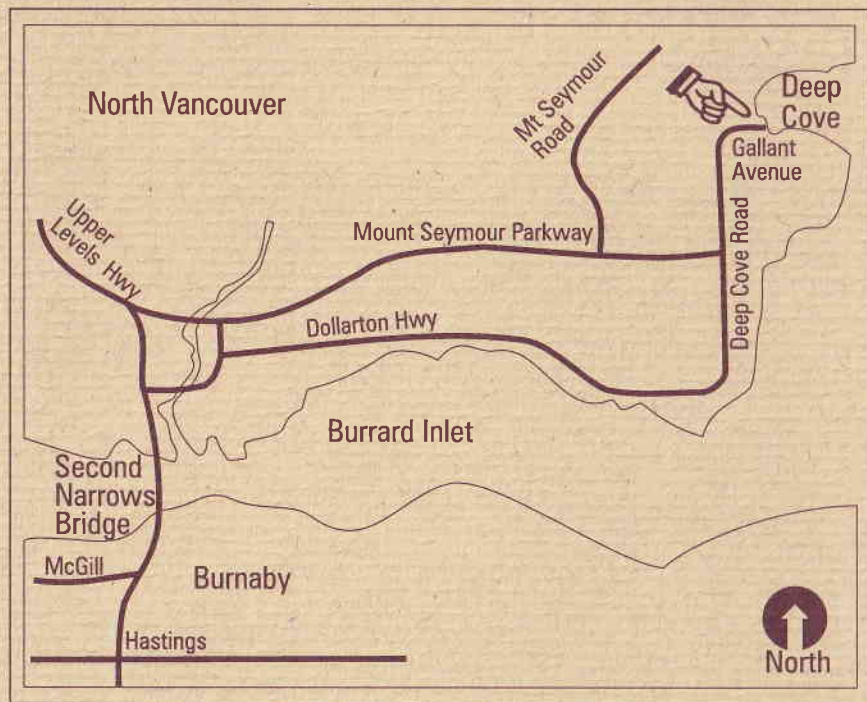 North Vancouver
Deep
Cove
Mt Seymour
Road
Gallant
Avenue
Upper
Levels Hwy
Mount Seymour Parkway
Deep Cove Road
Dollarton Hwy
Burrard Inlet
Second
Narrows
Bridge
McGill
Burnaby
Hastings
North